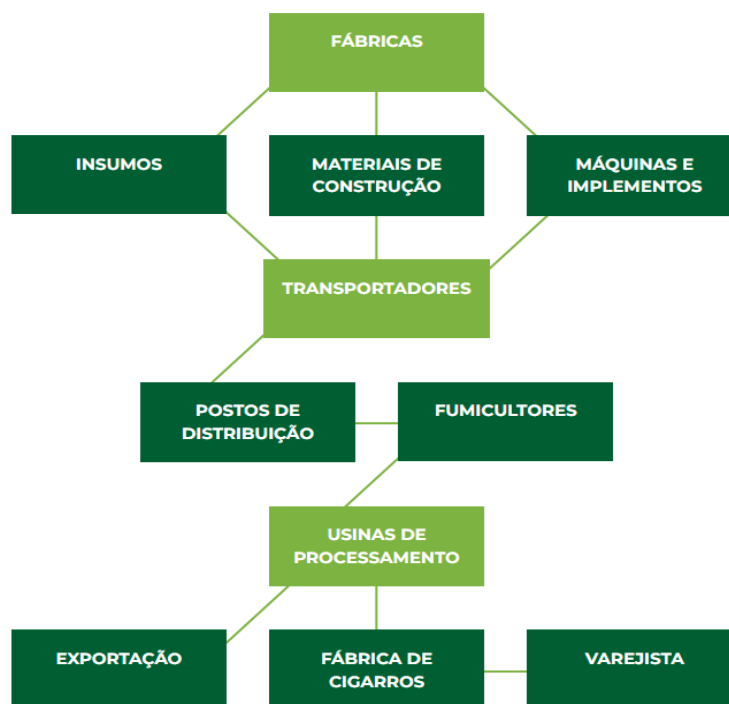 FÁBRICAS
INSUMOS
MATERIAIS DE
CONSTRUÇÃO
MÁQUINAS E
IMPLEMENTOS
TRANSPORTADORES
POSTOS DE
DISTRIBUIÇÃO
FUMICULTORES
USINAS DE
PROCESSAMENTO
EXPORTAÇÃO
FÁBRICA DE
CIGARROS
VAREJISTA